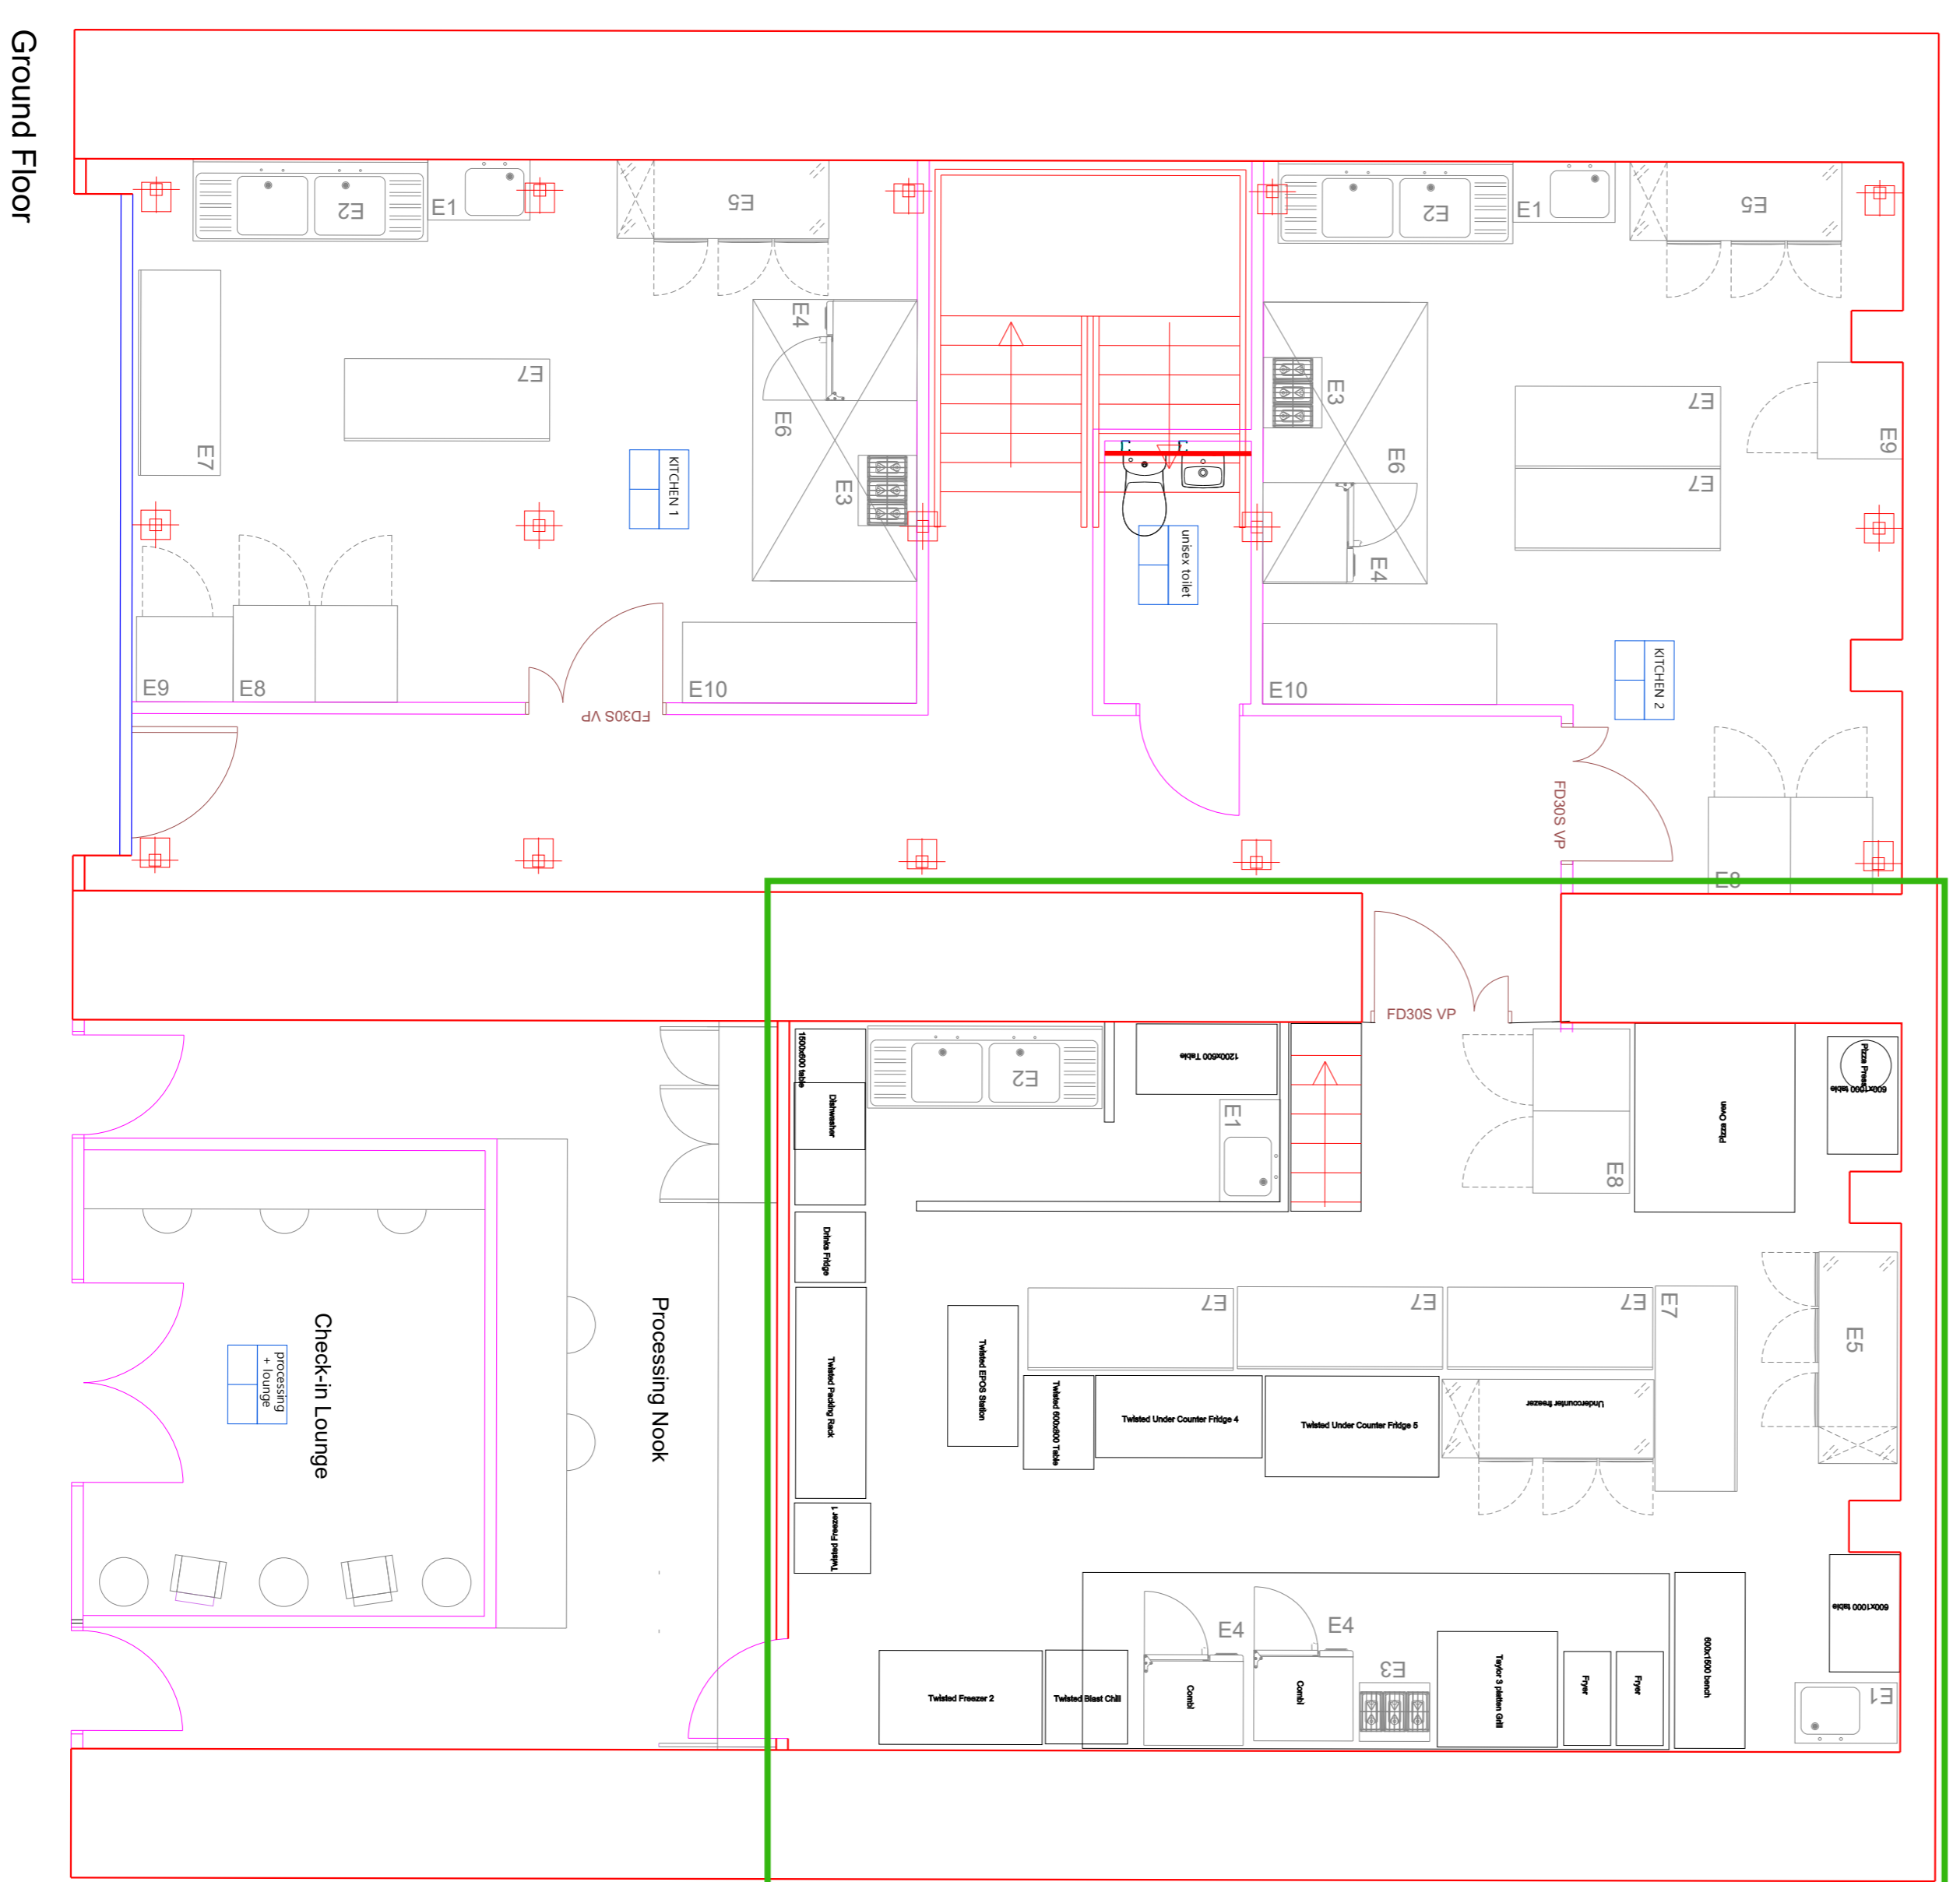 Ground Floor
E2
E1
E5
E2
E1
E5
E4
E3
E7
E7
E9
E7
E6
E6
E7
E7
KITCHEN 1
E3
unisex toilet
E4
KITCHEN 2
E9
E8
E10
E10
FD30S VP
FD30S VP
E8
FD30S VP
1500x600 table
Dishwasher
E2
1200x600 Table
E1
E8
Pizza Oven
Pizza Press
600x1000 table
Drinks Fridge
Processing Nook
Check-in Lounge
processing
+ lounge
Twisted Packing Rack
Twisted EPOS Station
E7
E7
E7
E7
E5
Twisted 600x800 Table
Twisted Under Counter Fridge 4
Twisted Under Counter Fridge 5
Undercounter freezer
Twisted Freezer 1
E4
E4
E3
Twisted Freezer 2
Twisted Blast Chill
Combi
Combi
Taylor 3 platten Grill
Fryer
Fryer
600x1500 bench
600x1000 table
E1